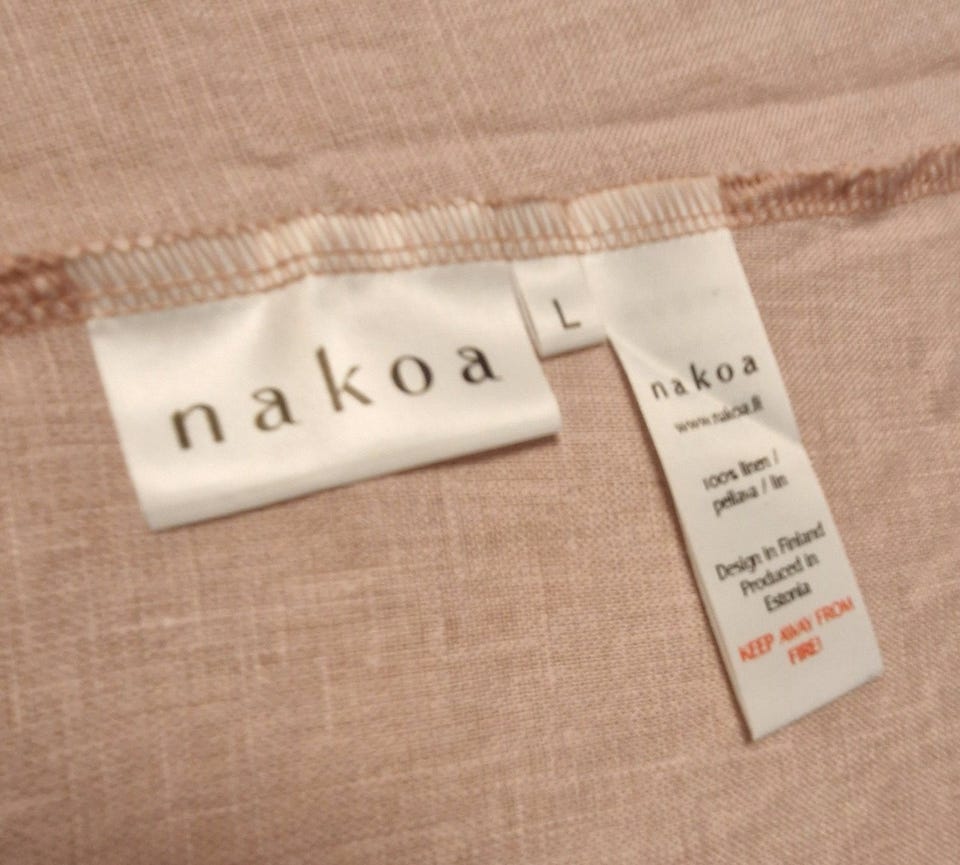 nakoa
L
nakoa
www.nakoa.fi
100% linen /
pellava / lin
Design in Finland
Produced in
Estonia
KEEP AWAY FROM
FIRE!